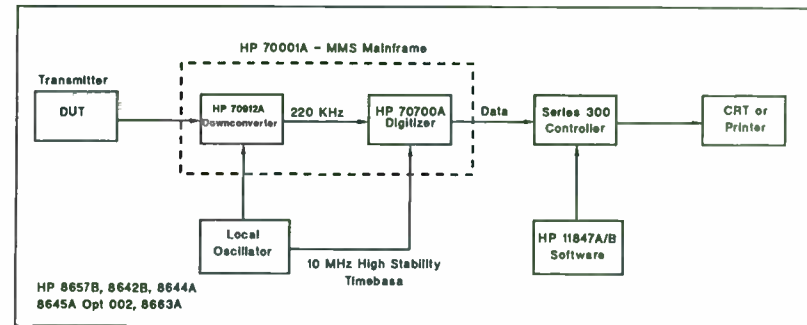 HP 70001A – MMS Mainframe
Transmitter
DUT
HP 70912A
Downconverter
220 KHz
HP 70700A
Digitizer
Data
Series 300
Controller
CRT or
Printer
Local
Oscillator
10 MHz High Stability
Timebasa
HP 11847A/B
Software
HP 8657B, 8642B, 8644A
8645A Opt 002, 8663A